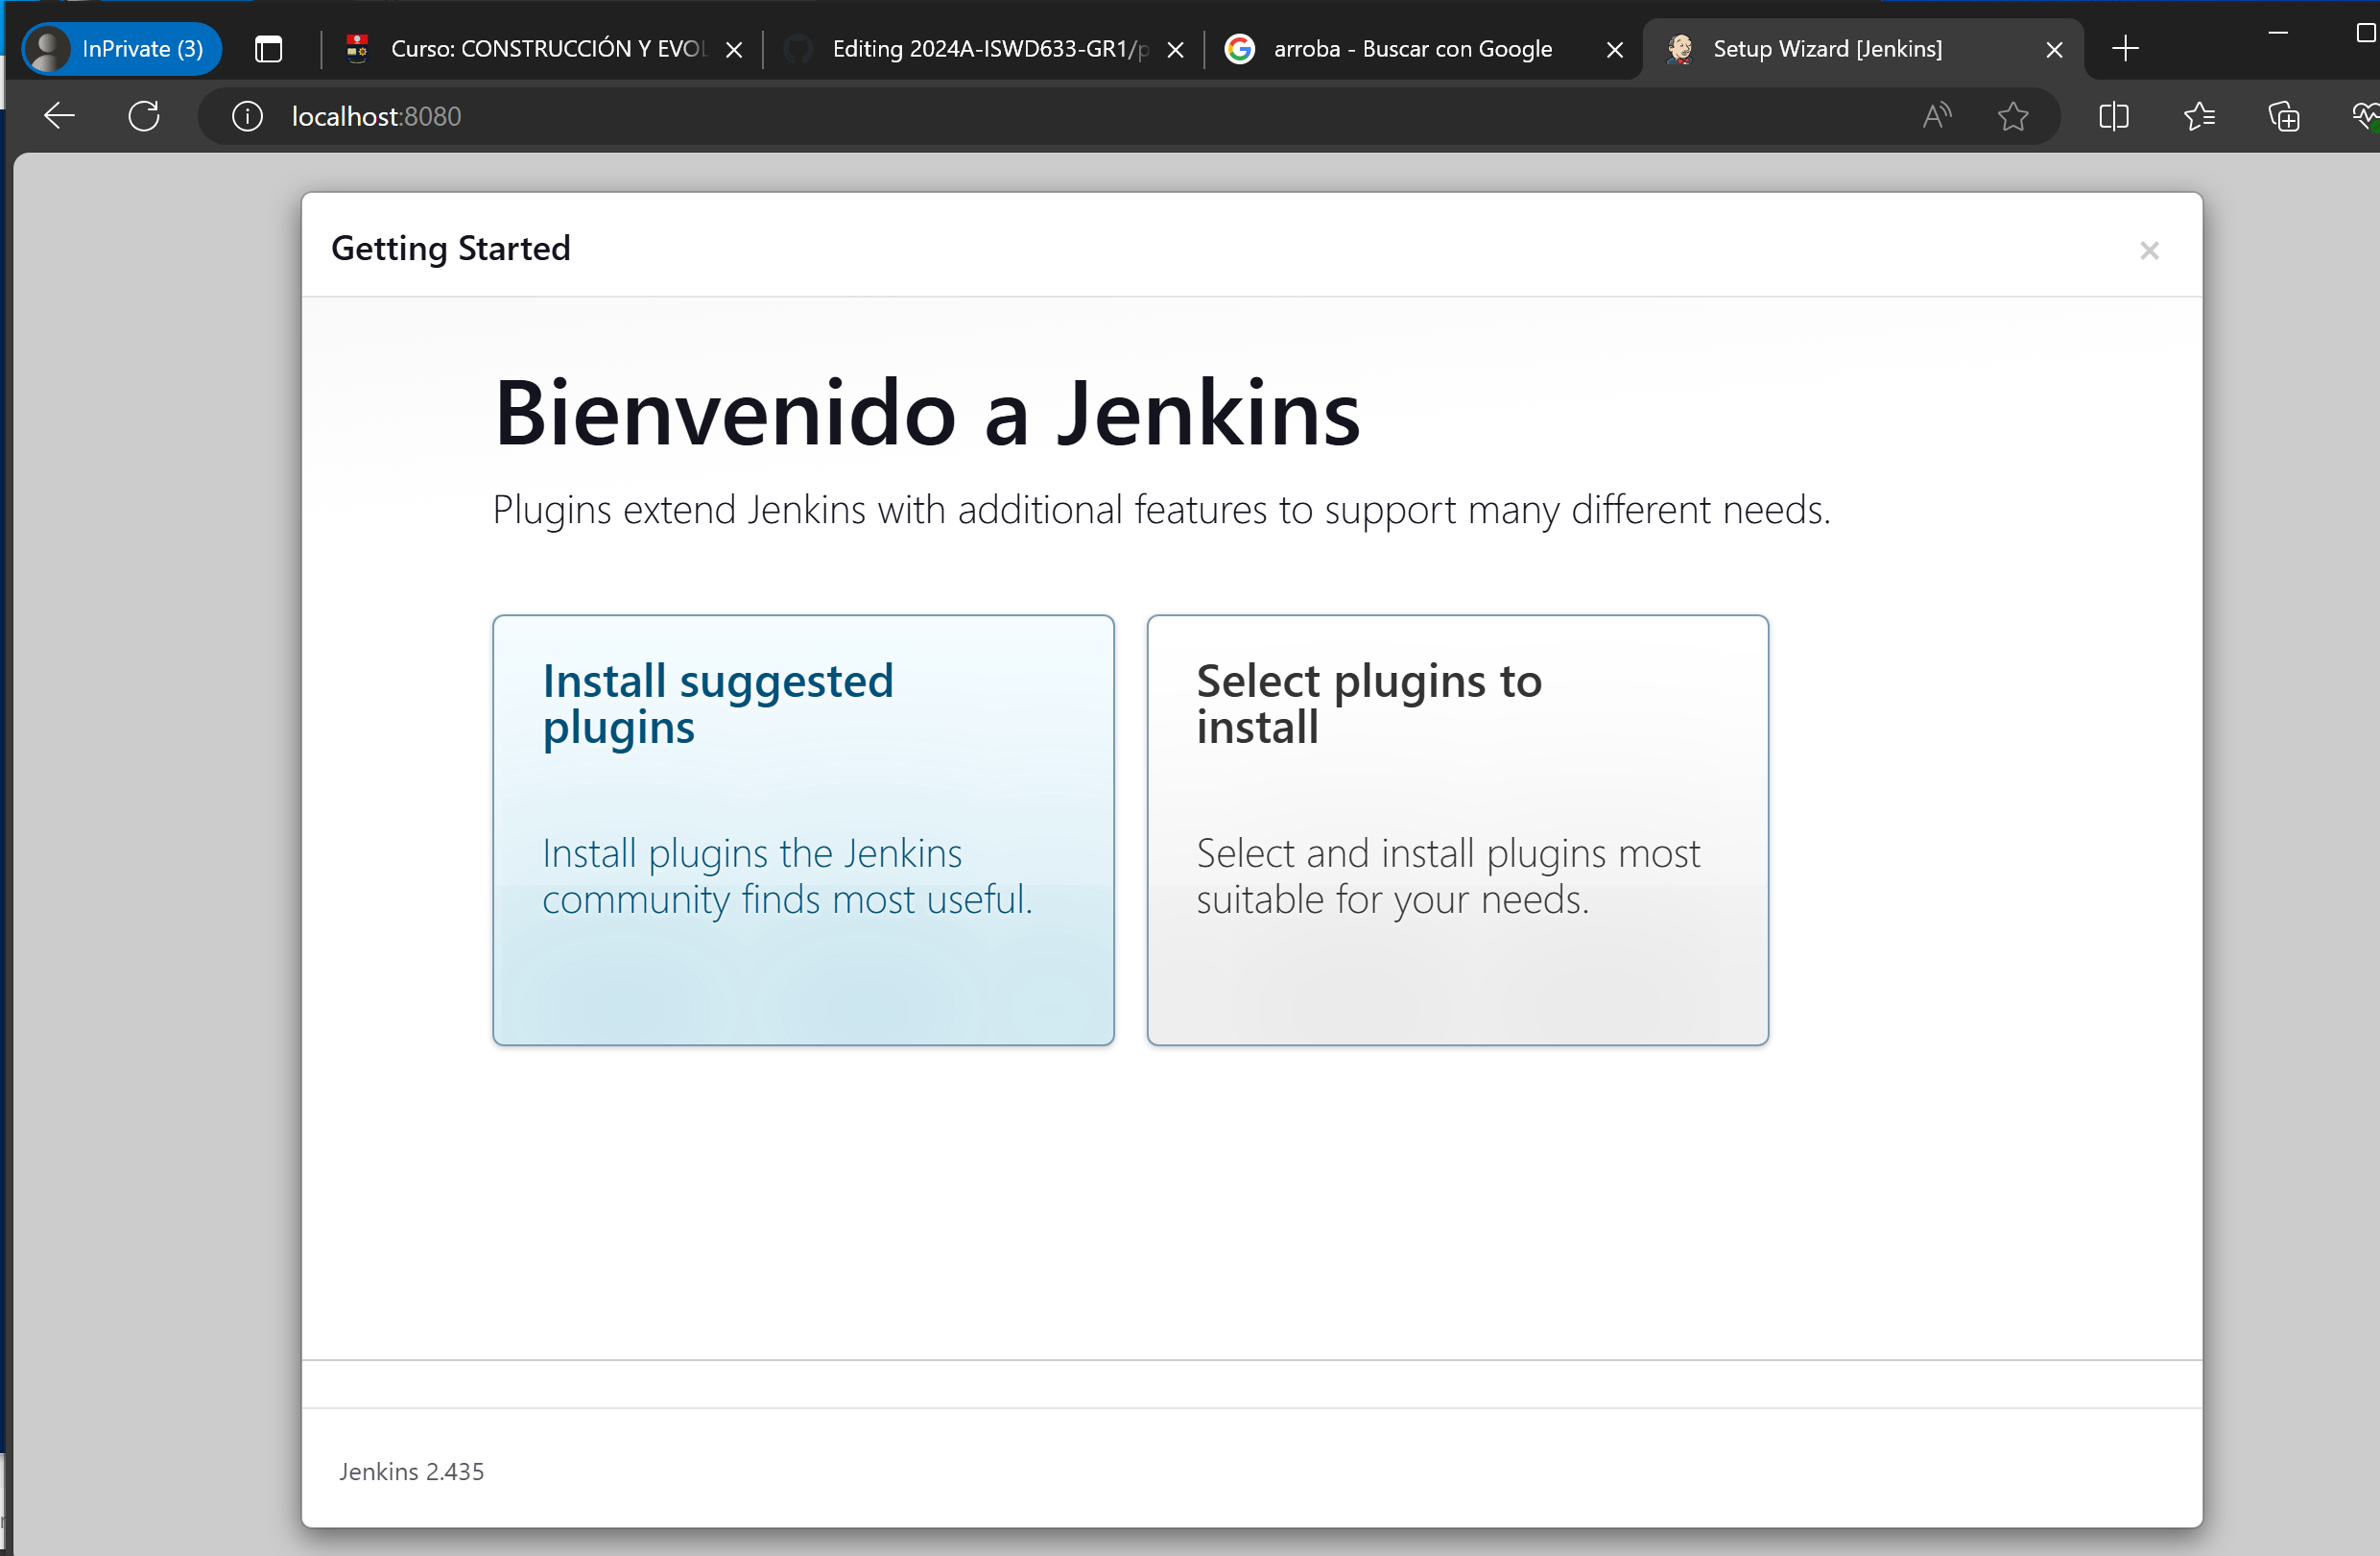 InPrivate (3)
Curso: CONSTRUCCIÓN Y EVOL
Editing 2024A-ISWD633-GR1/p
arroba - Buscar con Google
Setup Wizard [Jenkins]
localhost:8080
Getting Started
Bienvenido a Jenkins
Plugins extend Jenkins with additional features to support many different needs.
Install suggested
plugins
Install plugins the Jenkins
community finds most useful.
Select plugins to
install
Select and install plugins most
suitable for your needs.
Jenkins 2.435